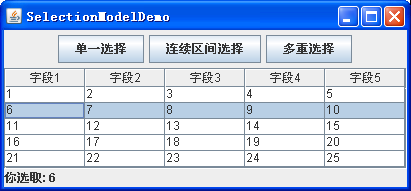 SelectionModelDemo
单一选择 连续区间选择 多重选择
字段1 字段2 字段3 字段4 字段5
1 2 3 4 5
6 7 8 9 10
11 12 13 14 15
16 17 18 19 20
21 22 23 24 25
你选取:6